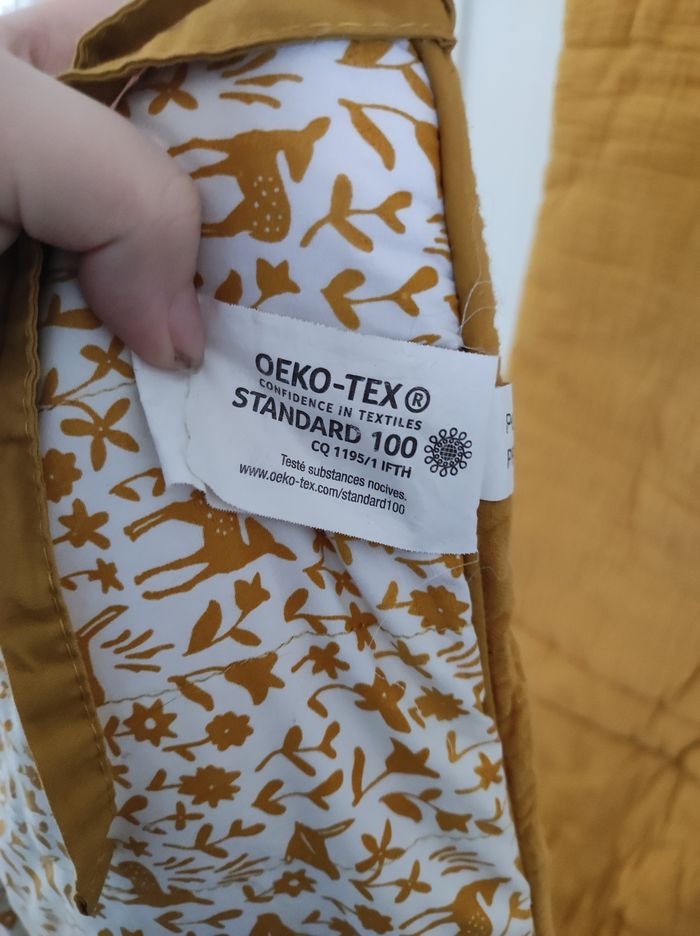 OEKO-TEX®
CONFIDENCE IN TEXTILES
STANDARD 100
CQ 1195/1 IFTH
Testé substances nocives.
www.oeko-tex.com/standard100